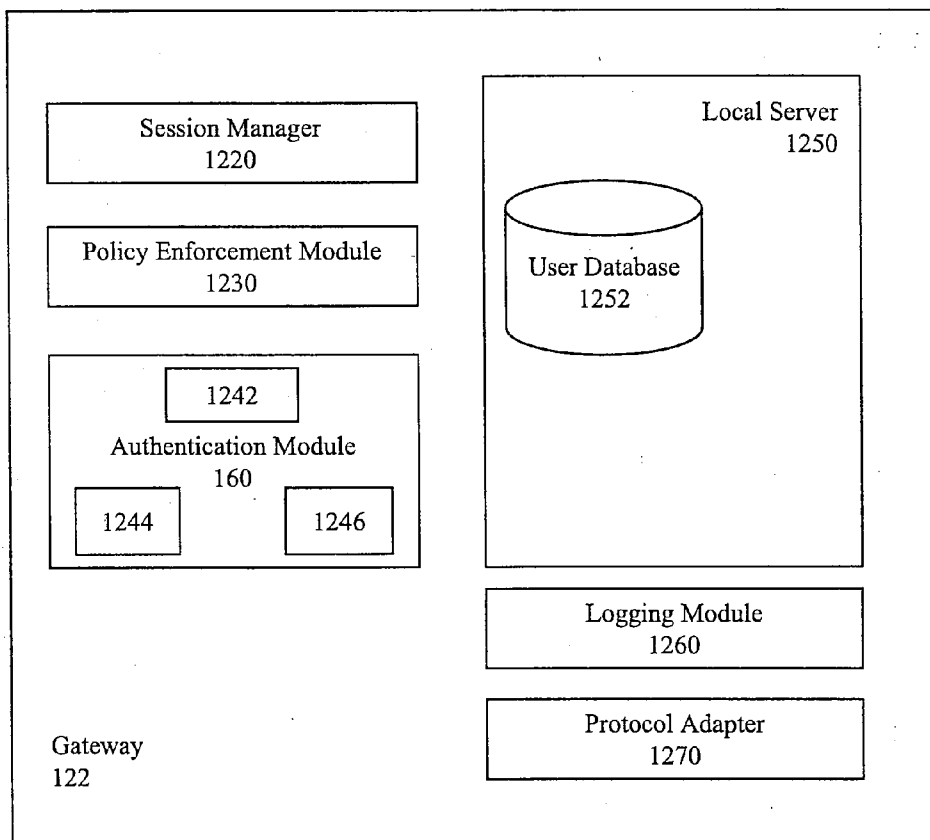 Session Manager
1220
Policy Enforcement Module
1230
1242
Authentication Module
160
1244
1246
Gateway
122
Local Server
1250
User Database
1252
Logging Module
1260
Protocol Adapter
1270